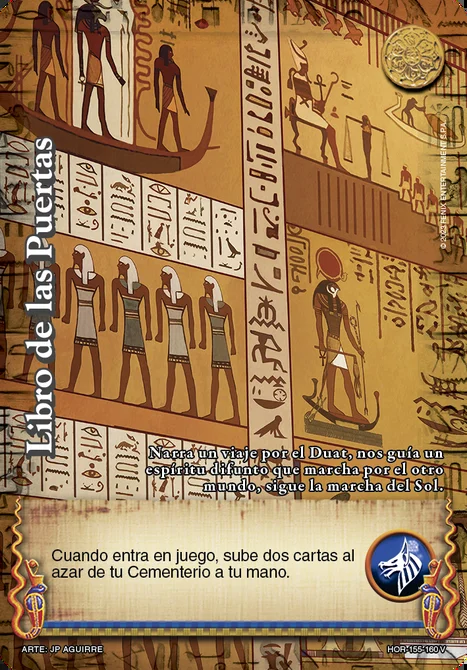 © 2023 FENIX ENTERTAINMENT S.P.A.
Libro de las Puertas
Narra un viaje por el Duat, nos guía un
espíritu difunto que marcha por el otro
mundo, sigue la marcha del Sol.
Cuando entra en juego, sube dos cartas al
azar de tu Cementerio a tu mano.
ARTE: JP AGUIRRE
HOR-155-160 V